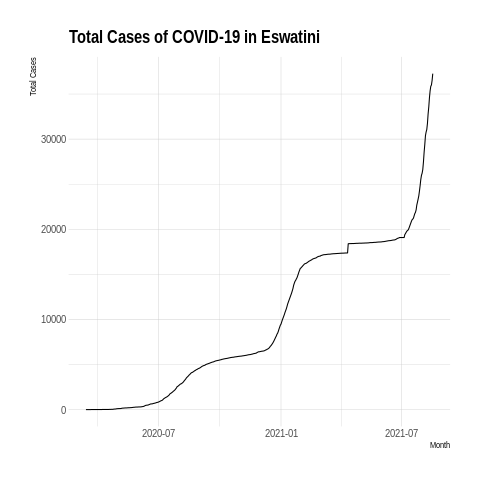 Total Cases of COVID-19 in Eswatini
Total Cases
30000
20000
10000
0
2020-07 2021-01 2021-07
Month